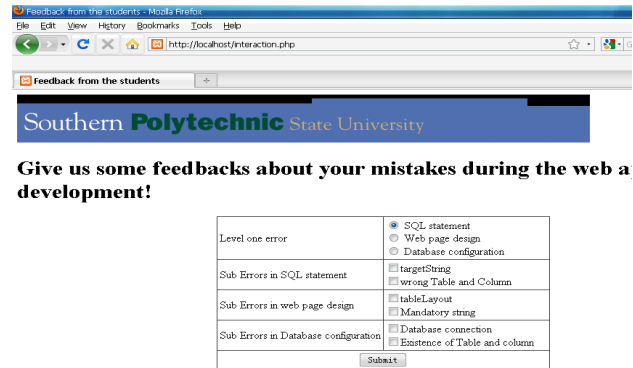 Feedback from the students - Mozilla Firefox
File Edit View History Bookmarks Tools Help
http://localhost/interaction.php
Feedback from the students
Southern Polytechnic State University
Give us some feedbacks about your mistakes during the web a
development!
Level one error
SQL statement
Web page design
Database configuration
Sub Errors in SQL statement
targetString
wrong Table and Column
Sub Errors in web page design
tableLayout
Mandatory string
Sub Errors in Database configuration
Database connection
Existence of Table and column
Submit